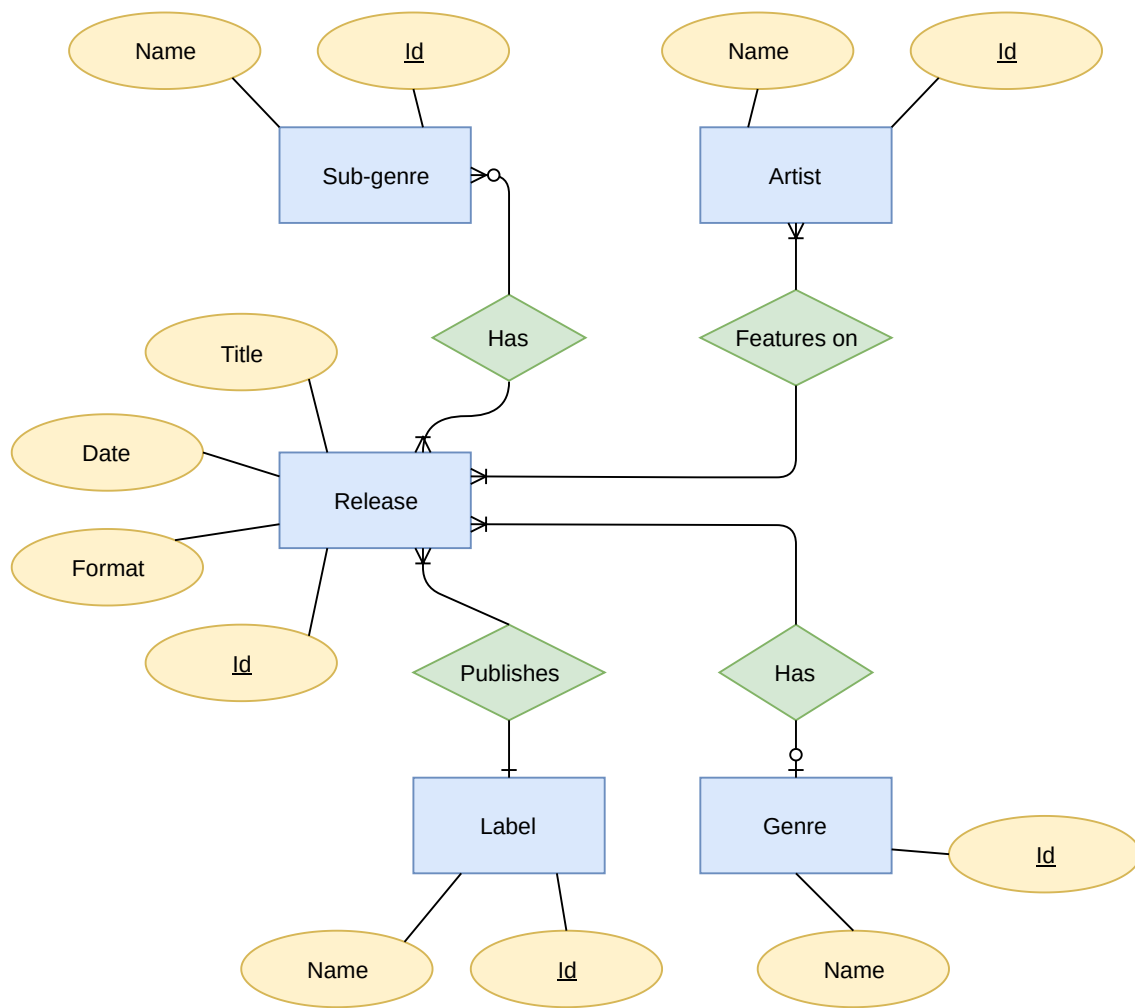 Name
Id
Name
Id
Sub-genre
Artist
Has
Features on
Title
Date
Release
Format
Id
Publishes
Has
Label
Genre
Id
Name
Id
Name